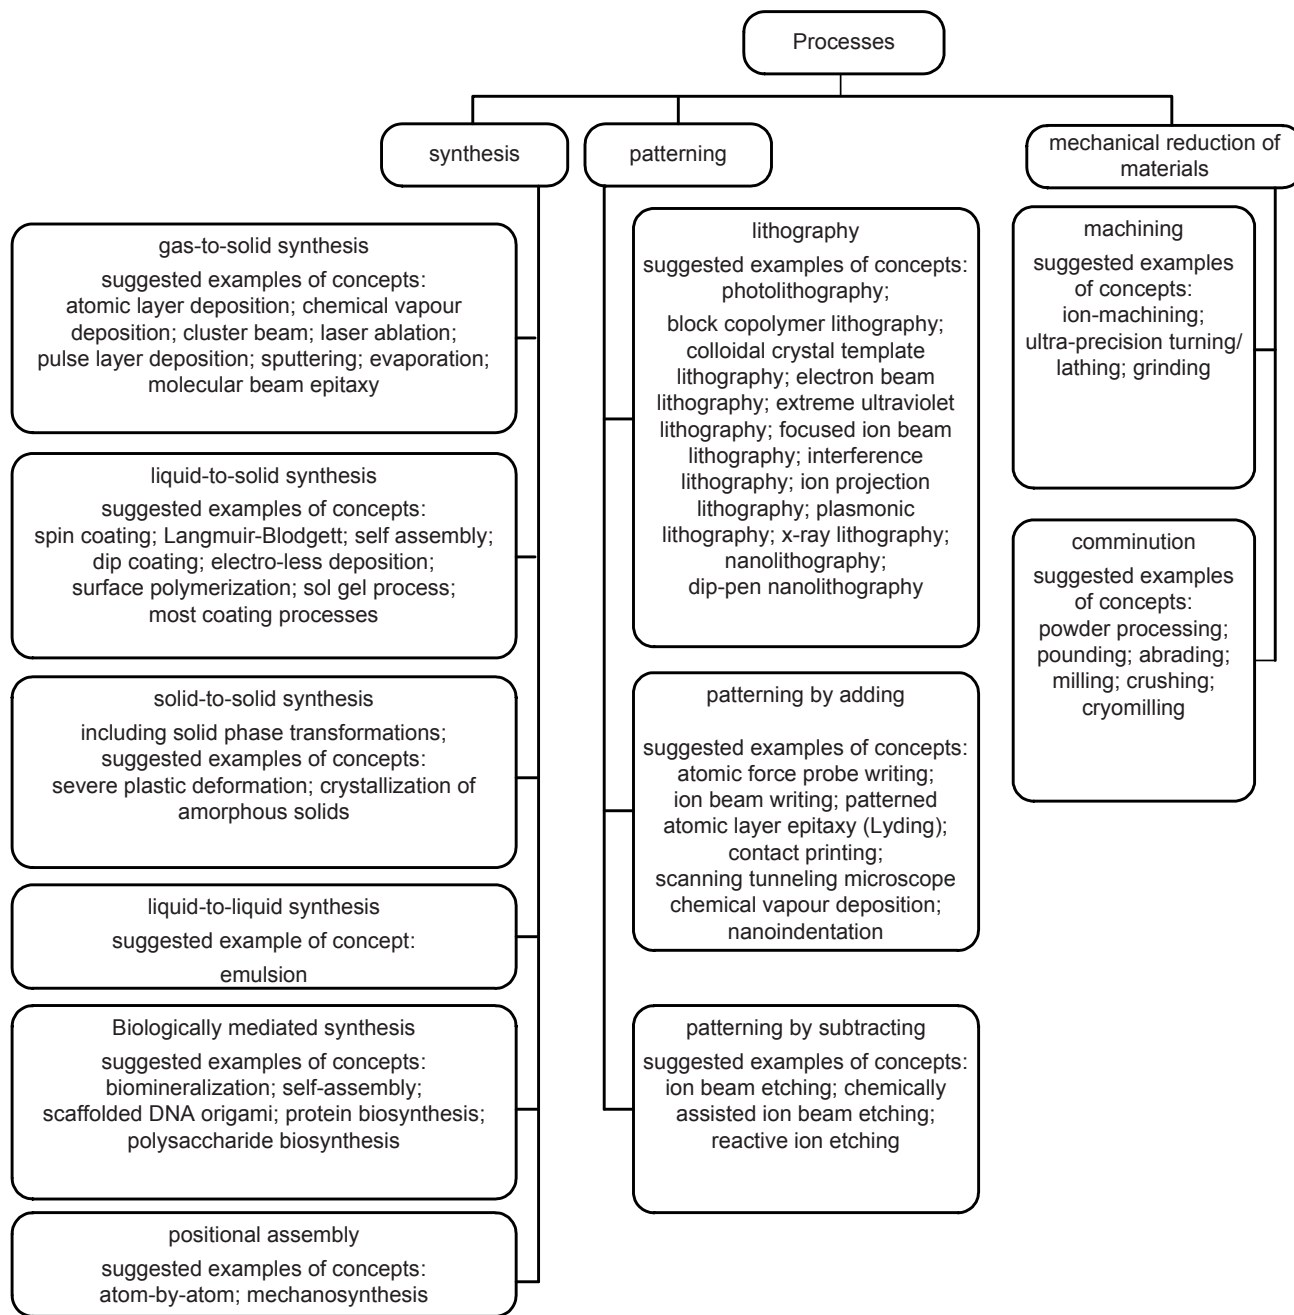 Processes
synthesis
patterning
mechanical reduction of
materials
gas-to-solid synthesis
suggested examples of concepts:
atomic layer deposition; chemical vapour
deposition; cluster beam; laser ablation;
pulse layer deposition; sputtering; evaporation;
molecular beam epitaxy
liquid-to-solid synthesis
suggested examples of concepts:
spin coating; Langmuir-Blodgett; self assembly;
dip coating; electro-less deposition;
surface polymerization; sol gel process;
most coating processes
solid-to-solid synthesis
including solid phase transformations;
suggested examples of concepts:
severe plastic deformation; crystallization of
amorphous solids
liquid-to-liquid synthesis
suggested example of concept:
emulsion
Biologically mediated synthesis
suggested examples of concepts:
biomineralization; self-assembly;
scaffolded DNA origami; protein biosynthesis;
polysaccharide biosynthesis
positional assembly
suggested examples of concepts:
atom-by-atom; mechanosynthesis
lithography
suggested examples of concepts:
photolithography;
block copolymer lithography;
colloidal crystal template
lithography; electron beam
lithography; extreme ultraviolet
lithography; focused ion beam
lithography; interference
lithography; ion projection
lithography; plasmonic
lithography; x-ray lithography;
nanolithography;
dip-pen nanolithography
patterning by adding
suggested examples of concepts:
atomic force probe writing;
ion beam writing; patterned
atomic layer epitaxy (Lyding);
contact printing;
scanning tunneling microscope
chemical vapour deposition;
nanoindentation
patterning by subtracting
suggested examples of concepts:
ion beam etching; chemically
assisted ion beam etching;
reactive ion etching
machining
suggested examples
of concepts:
ion-machining;
ultra-precision turning/
lathing; grinding
comminution
suggested examples
of concepts:
powder processing;
pounding; abrading;
milling; crushing;
cryomilling